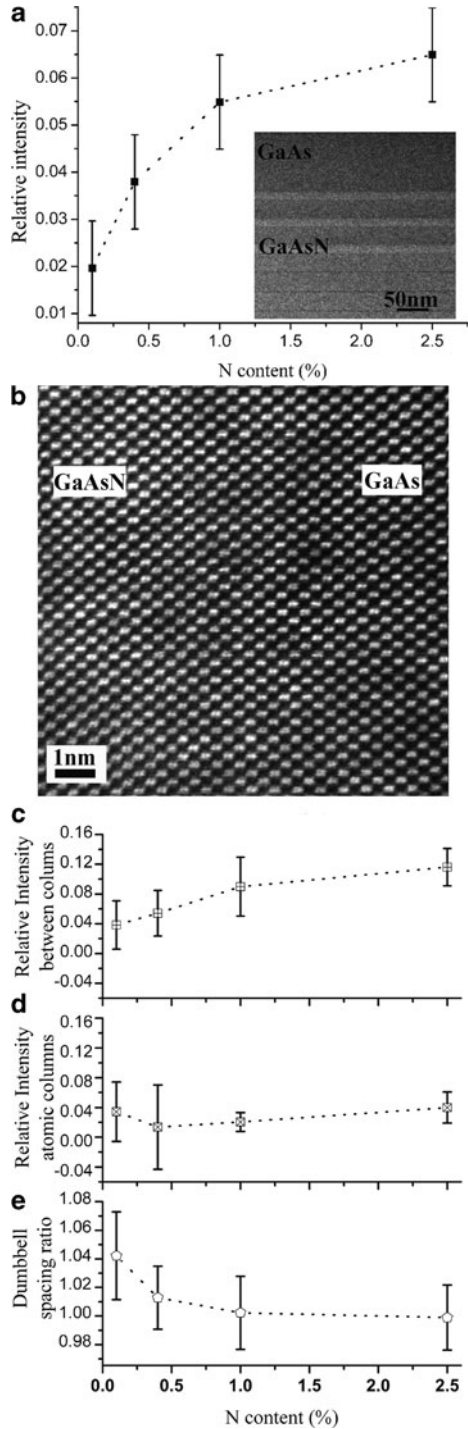 a
0.07
0.06
0.05
0.04
0.03
0.02
0.01
Relative intensity
GaAs
GaAsN
50nm
0.0 0.5 1.0 1.5 2.0 2.5
N content (%)
b
GaAsN
GaAs
1nm
c
0.16
0.12
0.08
0.04
0.00
-0.04
Relative Intensity
between colums
d
0.16
0.12
0.08
0.04
0.00
-0.04
Relative Intensity
atomic columns
e
1.08
1.06
1.04
1.02
1.00
0.98
Dumbbell
spacing ratio
0.0 0.5 1.0 1.5 2.0 2.5
N content (%)